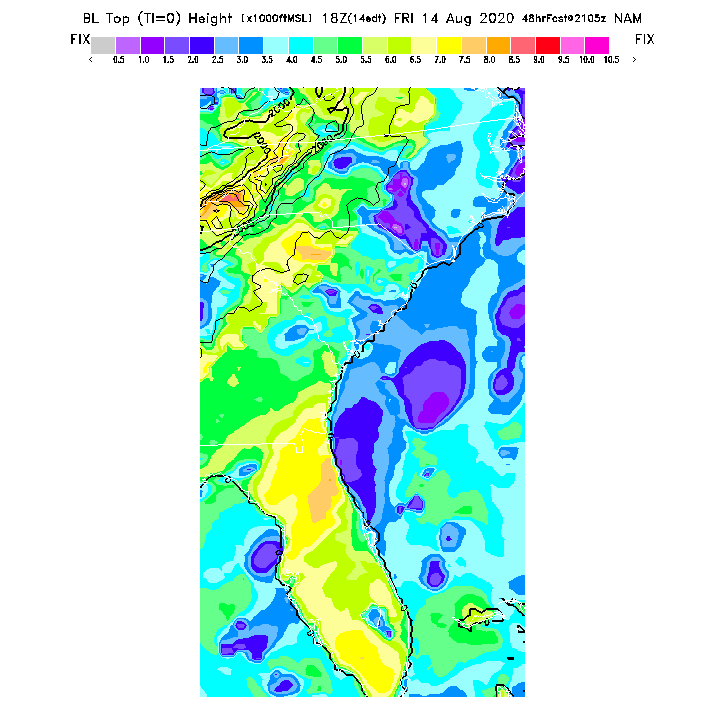 BL Top (TI=0) Height [x1000ftMSL] 18Z(14edt) FRI 14 Aug 2020 48hrFcst@2105z NAM
FIX FIX
< 0.5 1.0 1.5 2.0 2.5 3.0 3.5 4.0 4.5 5.0 5.5 6.0 6.5 7.0 7.5 8.0 8.5 9.0 9.5 10.0 10.5 >
2000
2000
2000